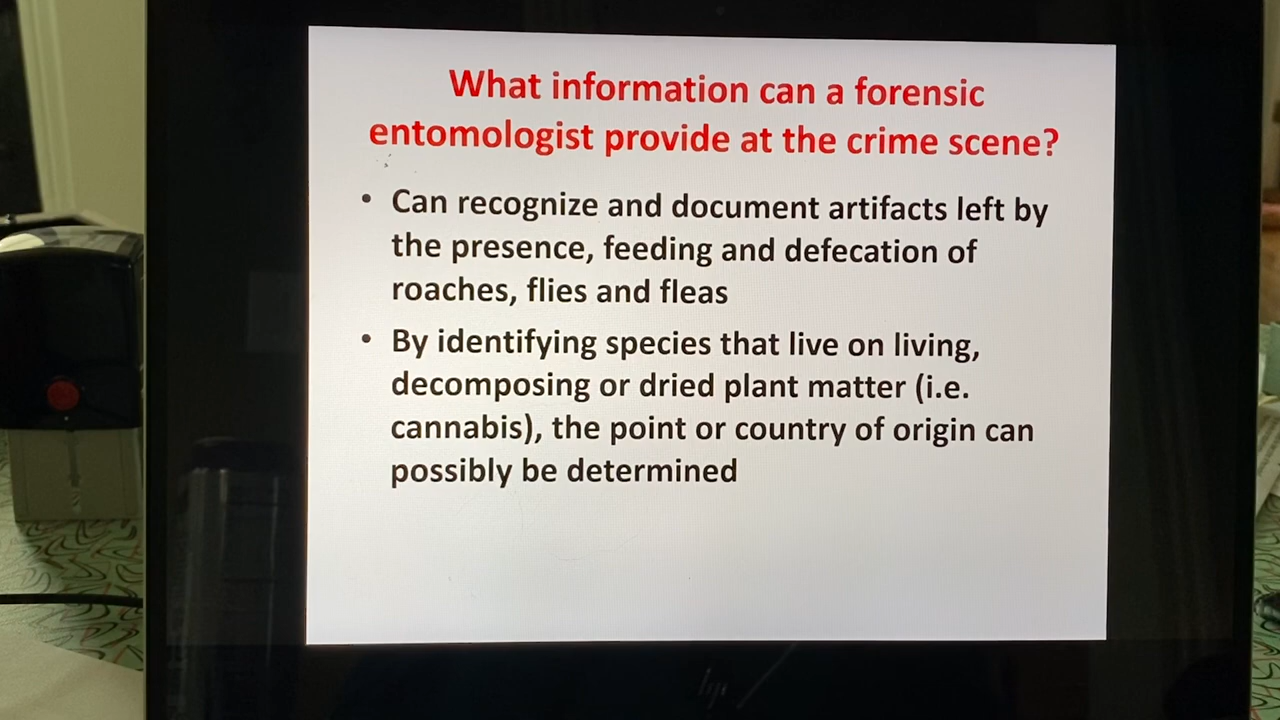 What information can a forensic
entomologist provide at the crime scene?
• Can recognize and document artifacts left by
the presence, feeding and defecation of
roaches, flies and fleas
• By identifying species that live on living,
decomposing or dried plant matter (i.e.
cannabis), the point or country of origin can
possibly be determined
hp